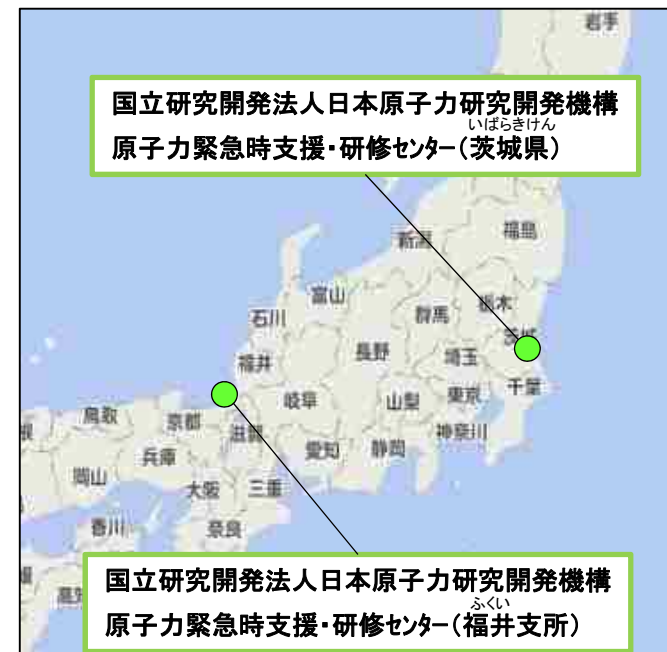 岩手
国立研究開発法人日本原子力研究開発機構
いばらきけん
原子力緊急時支援・研修センター(茨城県)
福島
新潟
富山
栃木
群馬
石川
茨城
長野
埼玉
福井
岐阜
山梨
東京
千葉
鳥取
京都
滋賀
神奈川
愛知
静岡
兵庫
岡山
大阪
三重
香川
奈良
国立研究開発法人日本原子力研究開発機構
ふくい
原子力緊急時支援・研修センター(福井支所)